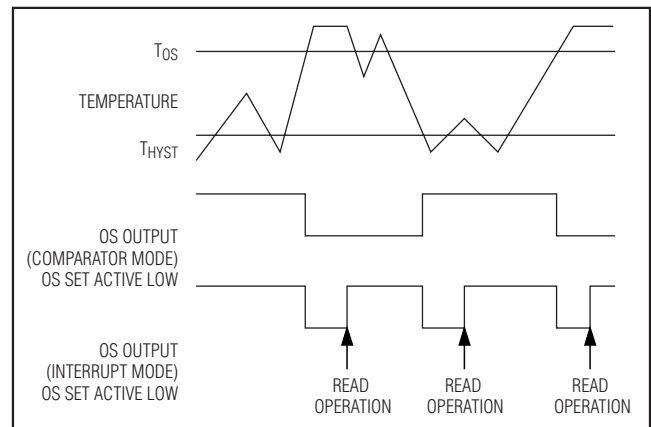 TOS
TEMPERATURE
THYST
OS OUTPUT
(COMPARATOR MODE)
OS SET ACTIVE LOW
OS OUTPUT
(INTERRUPT MODE)
OS SET ACTIVE LOW
READ
OPERATION
READ
OPERATION
READ
OPERATION